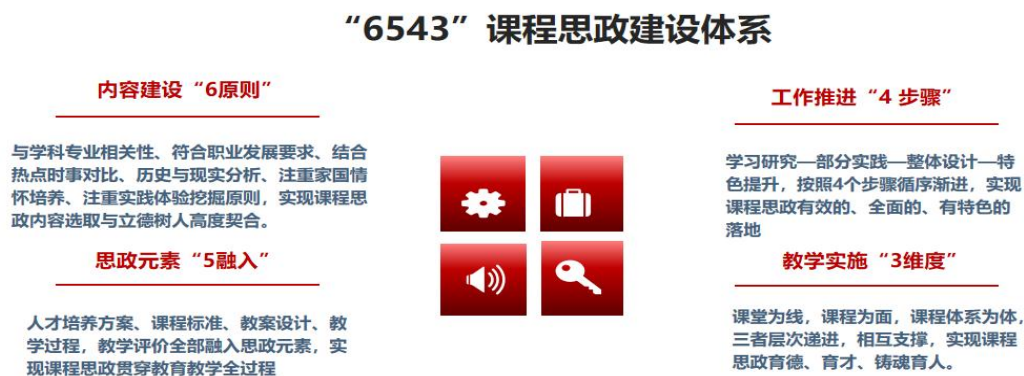 “6543”课程思政建设体系
内容建设“6原则”
与学科专业相关性、符合职业发展要求、结合
热点时事对比、历史与现实分析、注重家国情
怀培养、注重实践体验挖掘原则，实现课程思
政内容选取与立德树人高度契合。
思政元素“5融入”
人才培养方案、课程标准、教案设计、教
学过程，教学评价全部融入思政元素，实
现课程思政贯穿教育教学全过程
工作推进“4 步骤”
学习研究—部分实践—整体设计—特
色提升，按照4个步骤循序渐进，实现
课程思政有效的、全面的、有特色的
落地
教学实施“3维度”
课堂为线，课程为面，课程体系为体，
三者层次递进，相互支撑，实现课程
思政育德、育才、铸魂育人。